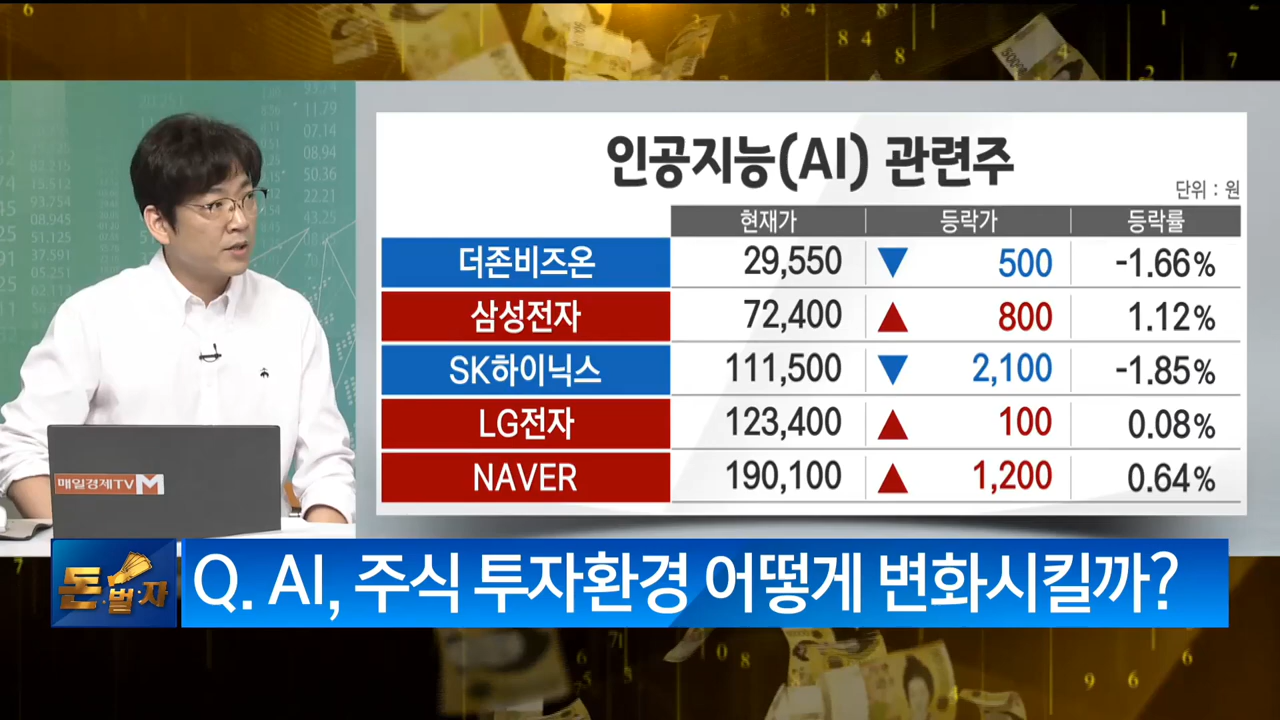 인공지능(AI) 관련주
단위 : 원
현재가 등락가 등락률
더존비즈온 29,550 ▼ 500 -1.66%
삼성전자 72,400 ▲ 800 1.12%
SK하이닉스 111,500 ▼ 2,100 -1.85%
LG전자 123,400 ▲ 100 0.08%
NAVER 190,100 ▲ 1,200 0.64%
매일경제TV M
돈.벌.자
Q. AI, 주식 투자환경 어떻게 변화시킬까?